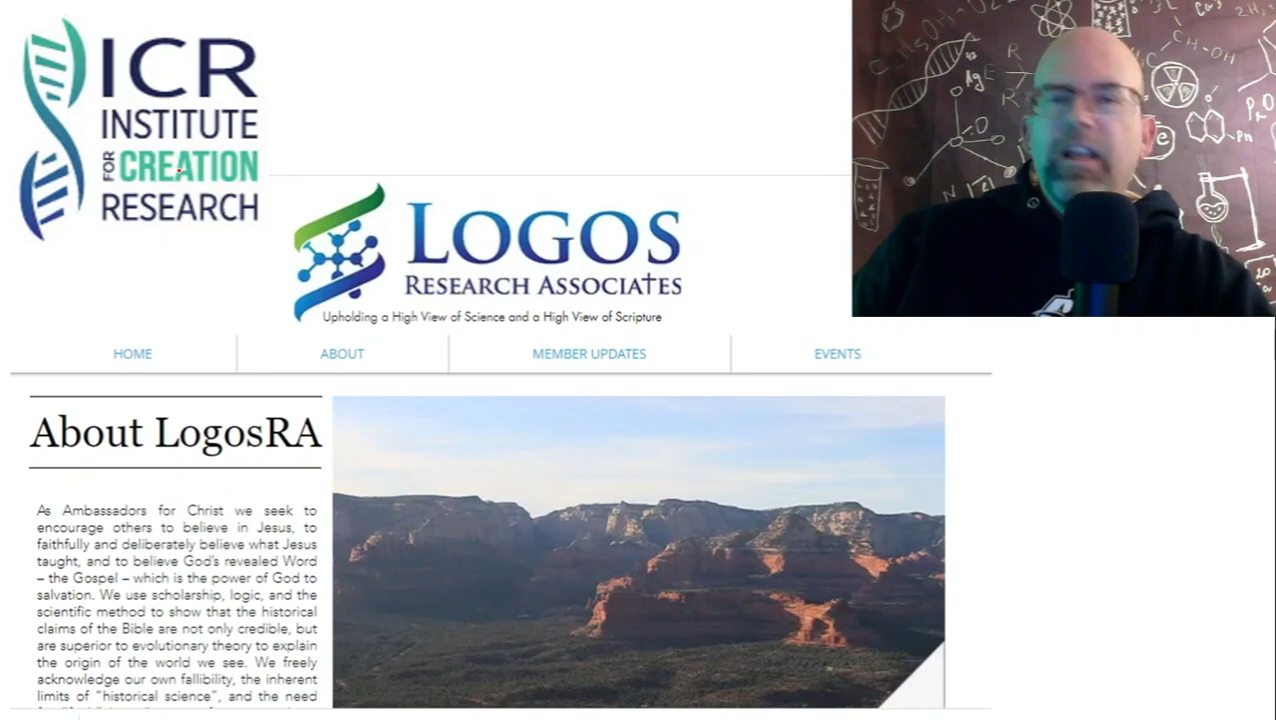 ICR
INSTITUTE
FOR CREATION
RESEARCH
LOGOS
RESEARCH ASSOCIATES
Upholding a High View of Science and a High View of Scripture
HOME
ABOUT
MEMBER UPDATES
EVENTS
About LogosRA
As Ambassadors for Christ we seek to
encourage others to believe in Jesus, to
faithfully and deliberately believe what Jesus
taught, and to believe God's revealed Word
– the Gospel – which is the power of God to
salvation. We use scholarship, logic, and the
scientific method to show that the historical
claims of the Bible are not only credible, but
are superior to evolutionary theory to explain
the origin of the world we see. We freely
acknowledge our own fallibility, the inherent
limits of "historical science", and the need
CH-OH
Ag